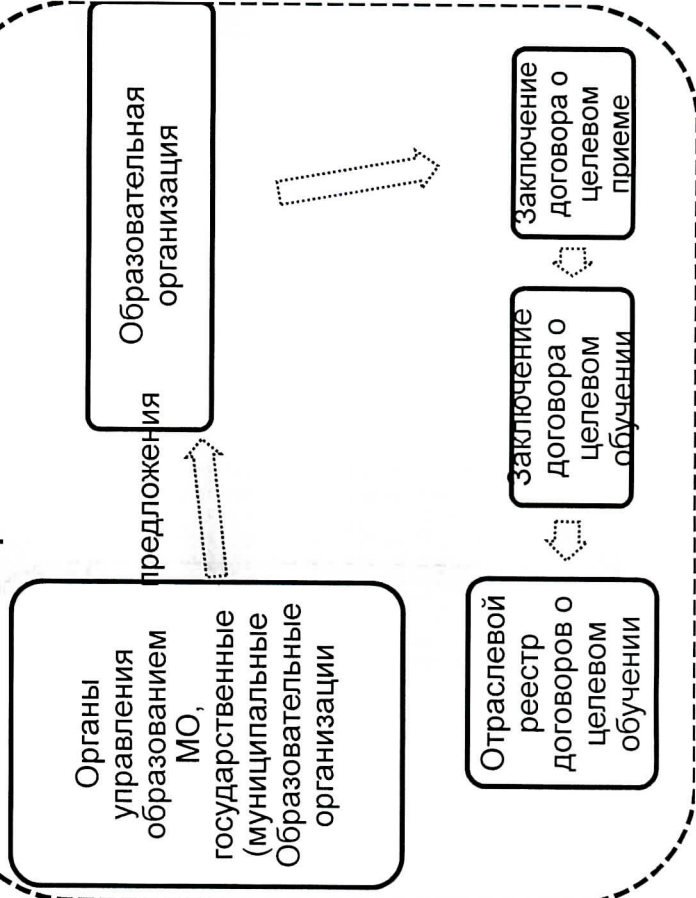 Органы
управления
образованием
МО,
государственные
(муниципальные
Образовательные
организации
предложения
Образовательная
организация
Заключение
договора о
целевом
приеме
Заключение
договора о
целевом
обучении
Отраслевой
реестр
договоров о
целевом
обучении